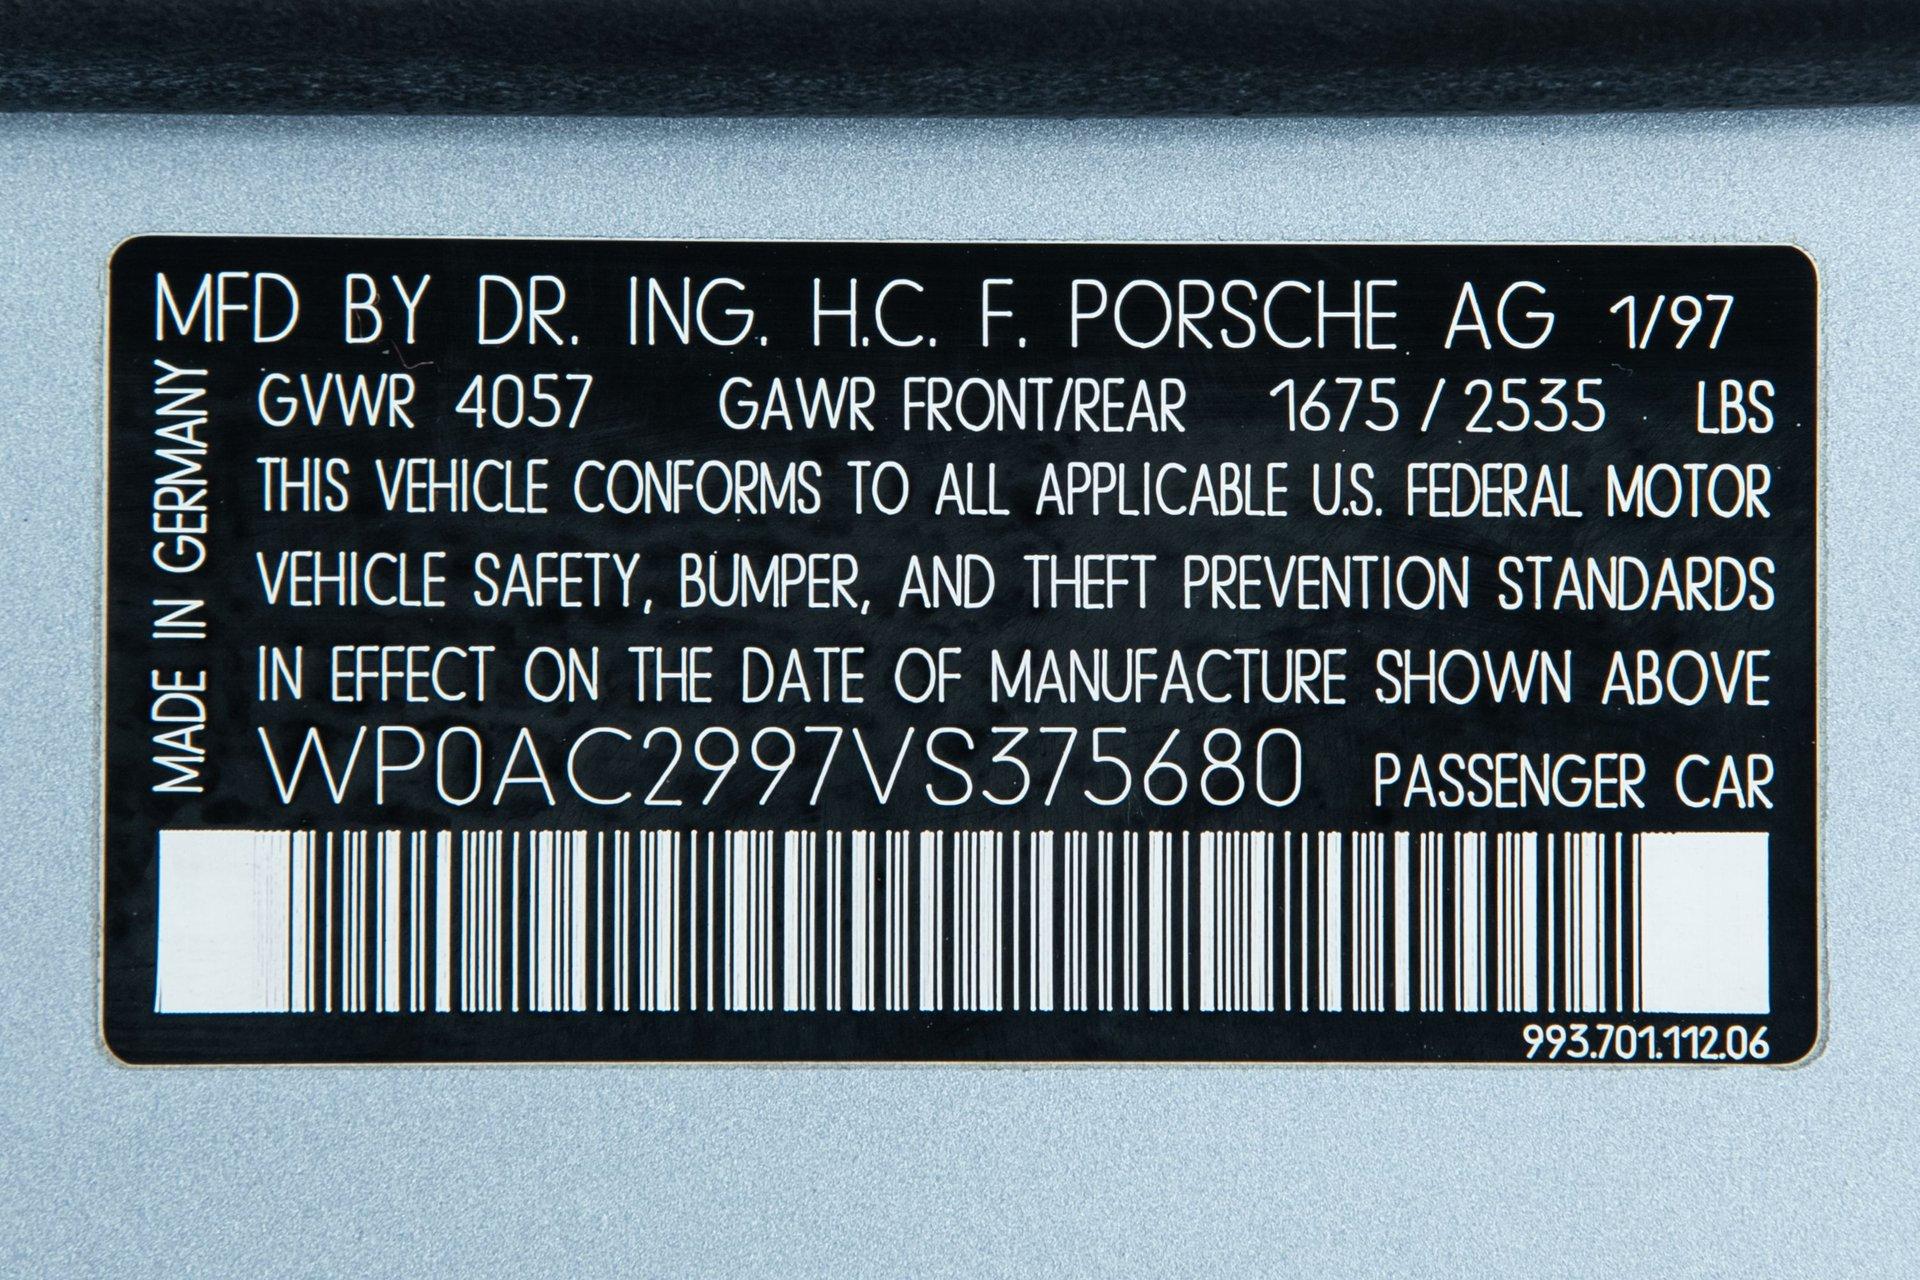 MFD BY DR. ING. H.C. F. PORSCHE AG 1/97
GVWR 4057 GAWR FRONT/REAR 1675 / 2535 LBS
THIS VEHICLE CONFORMS TO ALL APPLICABLE U.S. FEDERAL MOTOR
VEHICLE SAFETY, BUMPER, AND THEFT PREVENTION STANDARDS
IN EFFECT ON THE DATE OF MANUFACTURE SHOWN ABOVE
WP0AC2997VS375680 PASSENGER CAR
MADE IN GERMANY
993.701.112.06